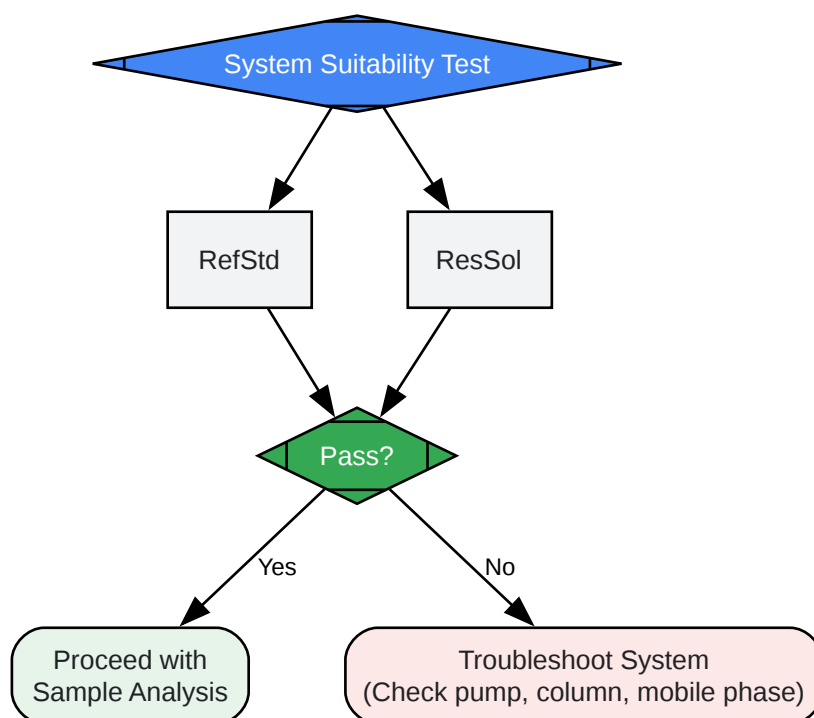 System Suitability Test
RefStd
ResSol
Pass?
Yes
No
Proceed with
Sample Analysis
Troubleshoot System
(Check pump, column, mobile phase)